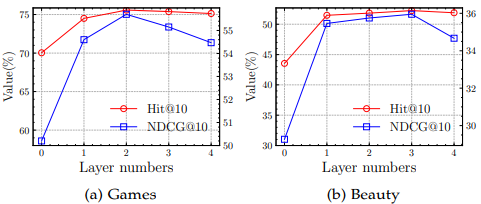 75
70
65
60
Value(%)
55
54
53
52
51
50
Hit@10
NDCG@10
0 1 2 3 4
Layer numbers
(a) Games
50
45
40
35
30
Value(%)
36
34
32
30
Hit@10
NDCG@10
0 1 2 3 4
Layer numbers
(b) Beauty